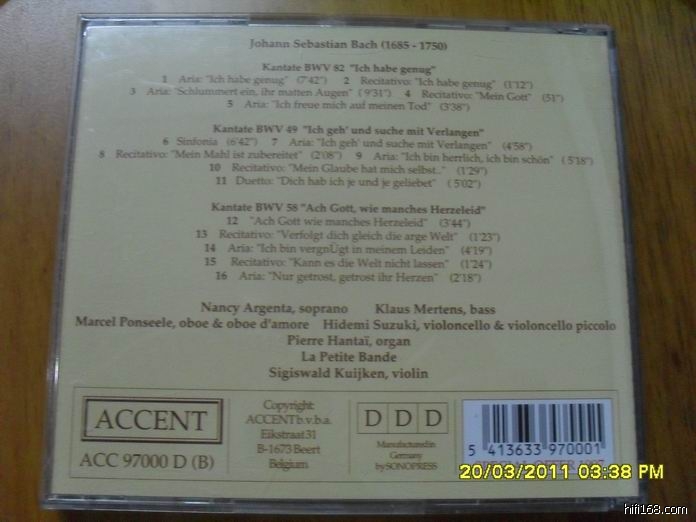 Johann Sebastian Bach (1685 - 1750)
Kantate BWV 82 "Ich habe genug"
1 Aria: "Ich habe genug" (7'42") 2 Recitativo: "Ich habe genug" (1'12")
3 Aria: "Schlummert ein, ihr matten Augen" (9'31") 4 Recitativo: "Mein Gott" (51")
5 Aria: "Ich freue mich auf meinen Tod" (3'38")
Kantate BWV 49 "Ich geh' und suche mit Verlangen"
6 Sinfonia (6'42") 7 Aria: "Ich geh' und suche mit Verlangen" (4'58")
8 Recitativo: "Mein Mahl ist zubereitet" (2'08") 9 Aria: "Ich bin herrlich, ich bin schön" (5'18")
10 Recitativo: "Mein Glaube hat mich selbst.." (1'29")
11 Duetto: "Dich hab ich je und je geliebet" (5'02")
Kantate BWV 58 "Ach Gott, wie manches Herzeleid"
12 "Ach Gott wie manches Herzeleid" (3'44")
13 Recitativo: "Verfolgt dich gleich die arge Welt" (1'23")
14 Aria: "Ich bin vergnÜgt in meinem Leiden" (4'19")
15 Recitativo: "Kann es die Welt nicht lassen" (1'24")
16 Aria: "Nur getrost, getrost ihr Herzen" (2'18")
Nancy Argenta, soprano Klaus Mertens, bass
Marcel Ponseele, oboe & oboe d'amore Hidemi Suzuki, violoncello & violoncello piccolo
Pierre Hantaï, organ
La Petite Bande
Sigiswald Kuijken, violin
ACCENT
ACC 97000 D (B)
Copyright:
ACCENT b.v.b.a.
Eikstraat 31
B-1673 Beert
Belgium
D D D
Manufactured in
Germany
by SONOPRESS
5 413633 970001
20/03/2011 03:38 PM
hifi168.com